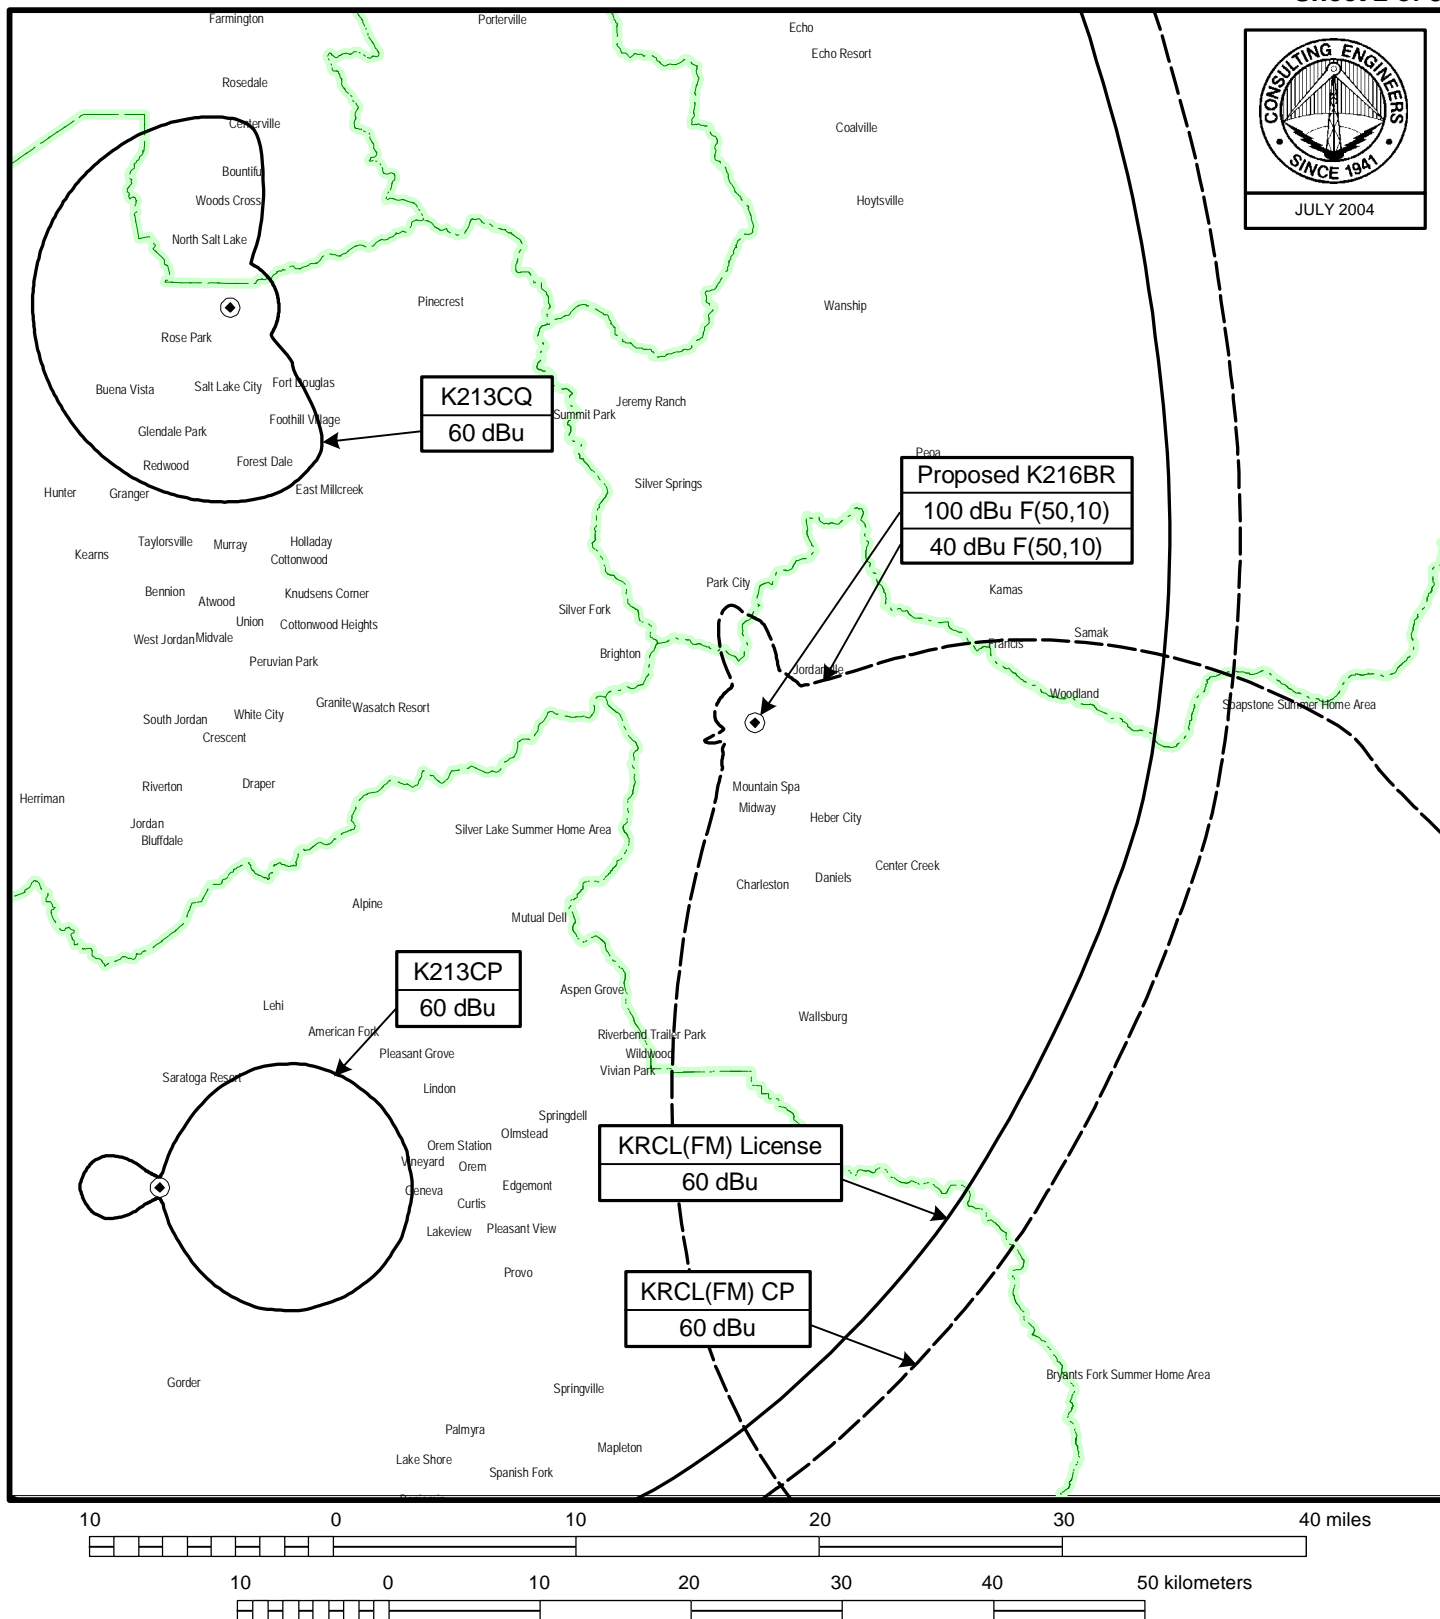 Farmington
Porterville
Echo
Echo Resort
CONSULTING ENGINEERS
SINCE 1941
JULY 2004
Rosedale
Centerville
Coalville
Bountiful
Woods Cross
Hoytsville
North Salt Lake
Pinecrest
Wanship
Rose Park
Buena Vista
Salt Lake City
Fort Douglas
K213CQ
60 dBu
Jeremy Ranch
Summit Park
Foothill Village
Glendale Park
Redwood
Forest Dale
Peoa
Proposed K216BR
100 dBu F(50,10)
40 dBu F(50,10)
Silver Springs
Hunter
Granger
East Millcreek
Taylorsville
Murray
Holladay
Kearns
Cottonwood
Park City
Kamas
Bennion
Atwood
Knudsens Corner
Silver Fork
Union
Cottonwood Heights
West Jordan
Midvale
Samak
Francis
Brighton
Peruvian Park
Jordanelle
Woodland
Soapstone Summer Home Area
Granite
Wasatch Resort
South Jordan
White City
Crescent
Riverton
Draper
Mountain Spa
Herriman
Midway
Heber City
Jordan
Bluffdale
Silver Lake Summer Home Area
Center Creek
Charleston
Daniels
Alpine
Mutual Dell
K213CP
60 dBu
Aspen Grove
Lehi
Wallsburg
American Fork
Riverbend Trailer Park
Pleasant Grove
Wildwood
Vivian Park
Saratoga Resort
Lindon
Springdell
Olmstead
KRCL(FM) License
60 dBu
Orem Station
Vineyard
Orem
Geneva
Edgemont
Curtis
Lakeview
Pleasant View
Provo
KRCL(FM) CP
60 dBu
Gorder
Springville
Bryants Fork Summer Home Area
Palmyra
Lake Shore
Mapleton
Spanish Fork
10 0 10 20 30 40 miles
10 0 10 20 30 40 50 kilometers